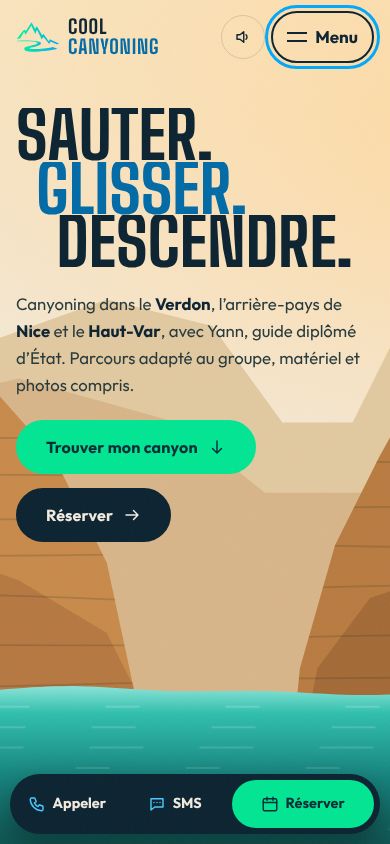 COOL
CANYONING
Menu
SAUTER.
GLISSER.
DESCENDRE.
Canyoning dans le Verdon, l'arrière-pays de
Nice et le Haut-Var, avec Yann, guide diplômé
d'État. Parcours adapté au groupe, matériel et
photos compris.
Trouver mon canyon ↓
Réserver →
Appeler
SMS
Réserver